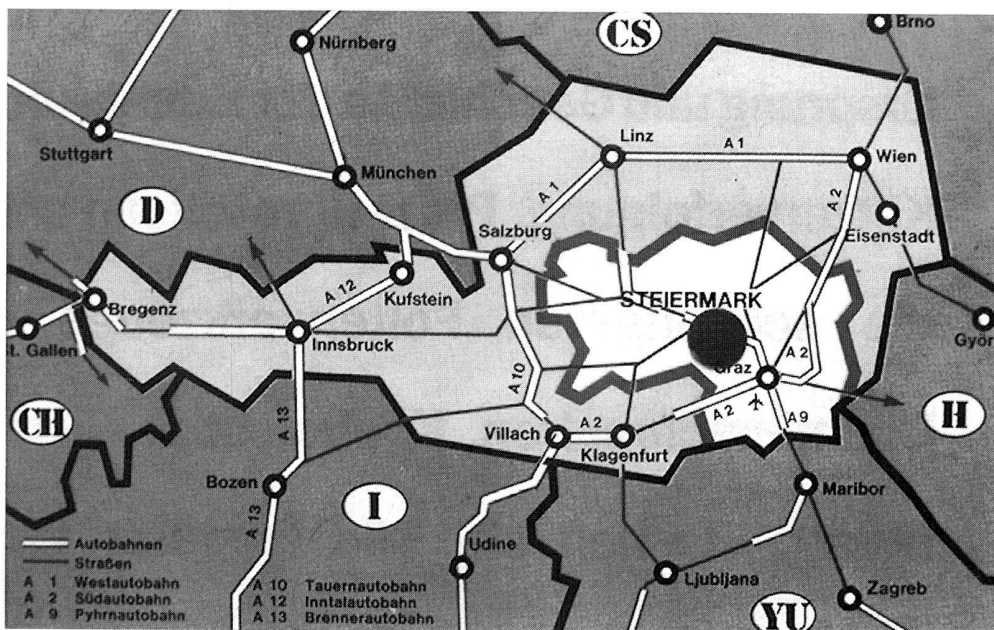 CS
Brno
Nürnberg
Linz
A 1
Wien
Stuttgart
München
A 1
A 2
D
Salzburg
Eisenstadt
Kufstein
A 12
STEIERMARK
Bregenz
Innsbruck
St. Gallen
Graz
A 2
Györ
A 10
CH
A 13
A 2
A 2
A 9
H
Villach
Klagenfurt
Bozen
I
Maribor
A 13
Udine
Ljubljana
Zagreb
YU
Autobahnen
Straßen
A 1 Westautobahn
A 2 Südautobahn
A 9 Pyhrnautobahn
A 10 Tauernautobahn
A 12 Inntalautobahn
A 13 Brennerautobahn